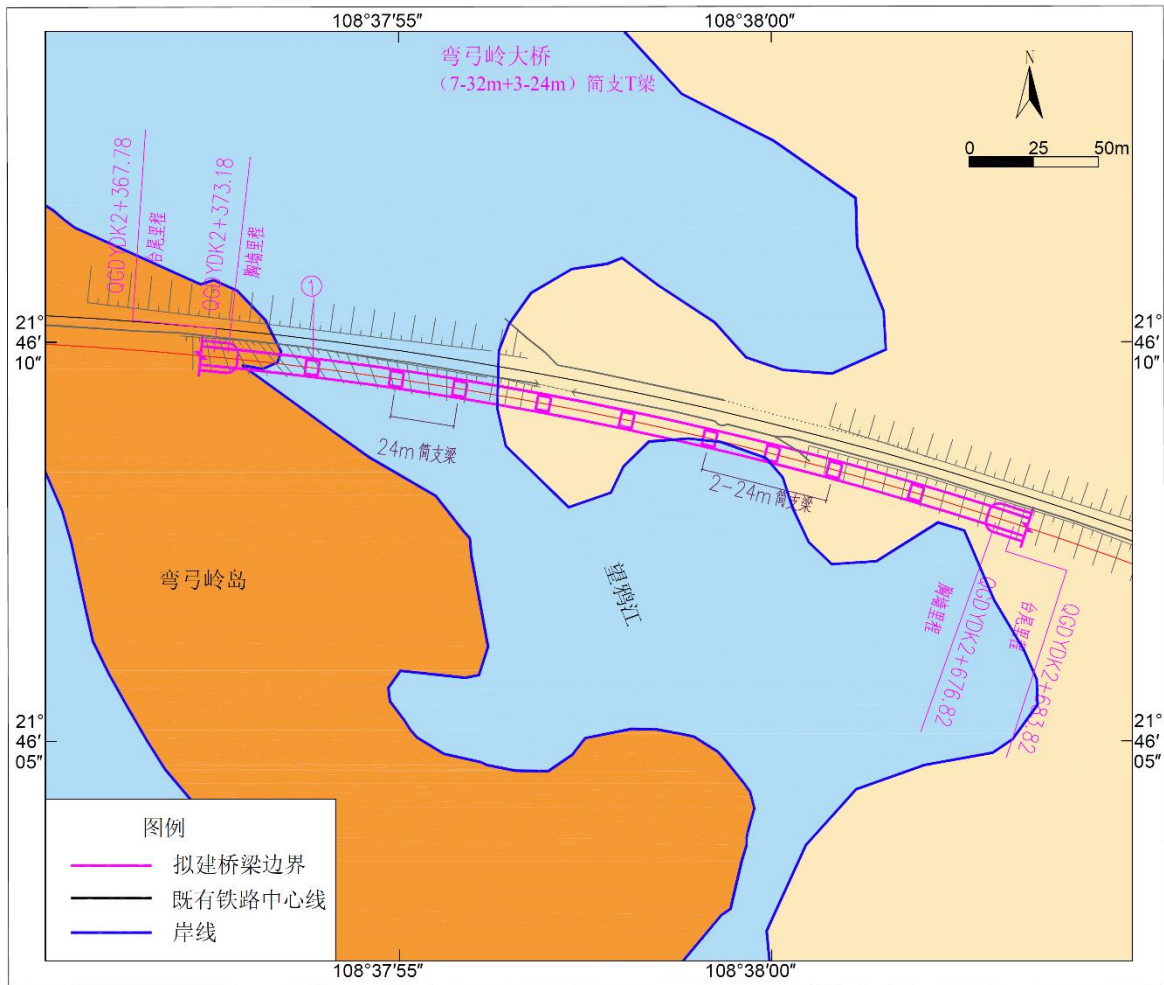 108°37′55″
108°38′00″
弯弓岭大桥
（7-32m+3-24m）简支T梁
N
0 25 50m
QGDYDK2+367.78
台尾里程
QGDYDK2+373.18
胸墙里程
1
21°
46′
10″
21°
46′
10″
24m简支梁
2-24m简支梁
弯弓岭岛
望鸦江
胸墙里程
QGDYDK2+676.82
台尾里程
QGDYDK2+683.82
21°
46′
05″
21°
46′
05″
图例
拟建桥梁边界
既有铁路中心线
岸线
108°37′55″
108°38′00″